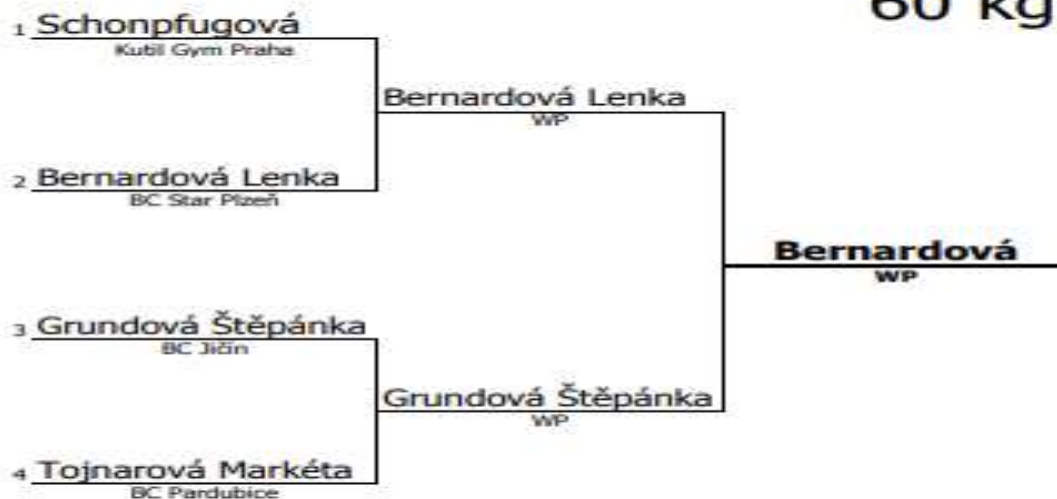 60 kg
1 Schonpfugová
Kutil Gym Praha
Bernardová Lenka
WP
2 Bernardová Lenka
BC Star Plzeň
Bernardová
WP
3 Grundová Štěpánka
BC Jičín
Grundová Štěpánka
WP
4 Tojnarová Markéta
BC Pardubice